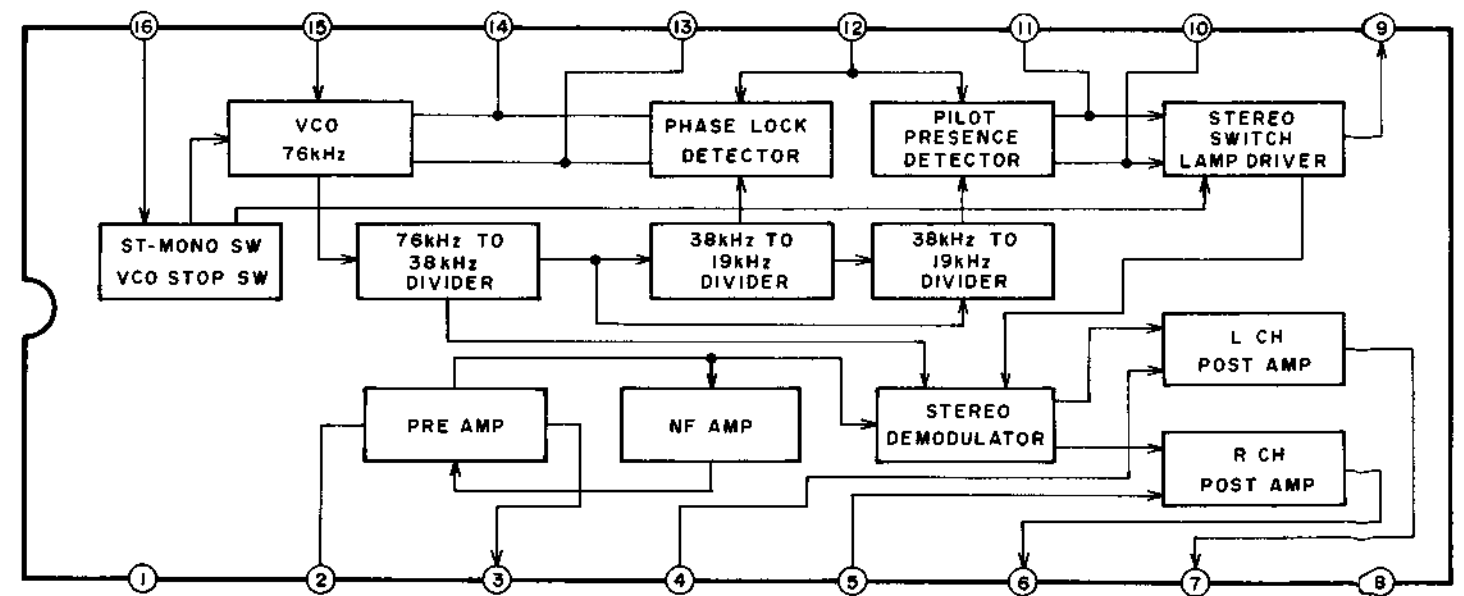 16 15 14 13 12 11 10 9
VCO
76kHz
PHASE LOCK
DETECTOR
PILOT
PRESENCE
DETECTOR
STEREO
SWITCH
LAMP DRIVER
ST-MONO SW
VCO STOP SW
76kHz TO
38kHz
DIVIDER
38kHz TO
19kHz
DIVIDER
38kHz TO
19kHz
DIVIDER
L CH
POST AMP
PRE AMP
NF AMP
STEREO
DEMODULATOR
R CH
POST AMP
1 2 3 4 5 6 7 8